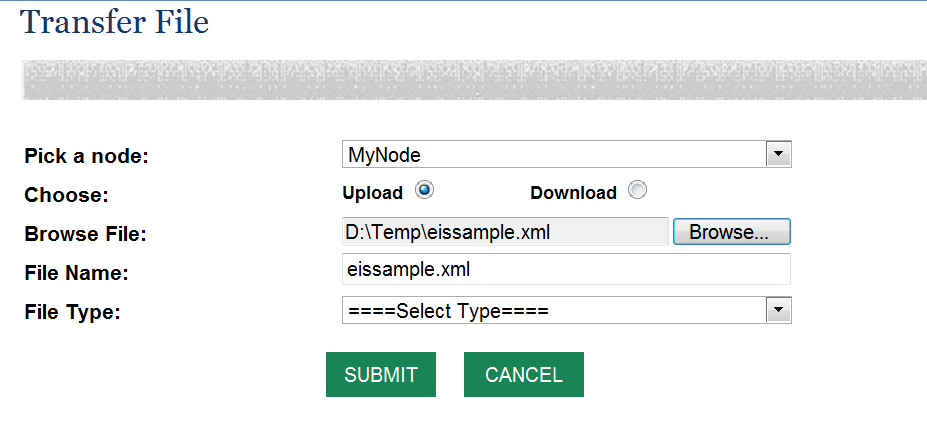 Transfer File
Pick a node: MyNode
Choose: Upload Download
Browse File: D:\Temp\eissample.xml Browse...
File Name: eissample.xml
File Type: ====Select Type====
SUBMIT CANCEL